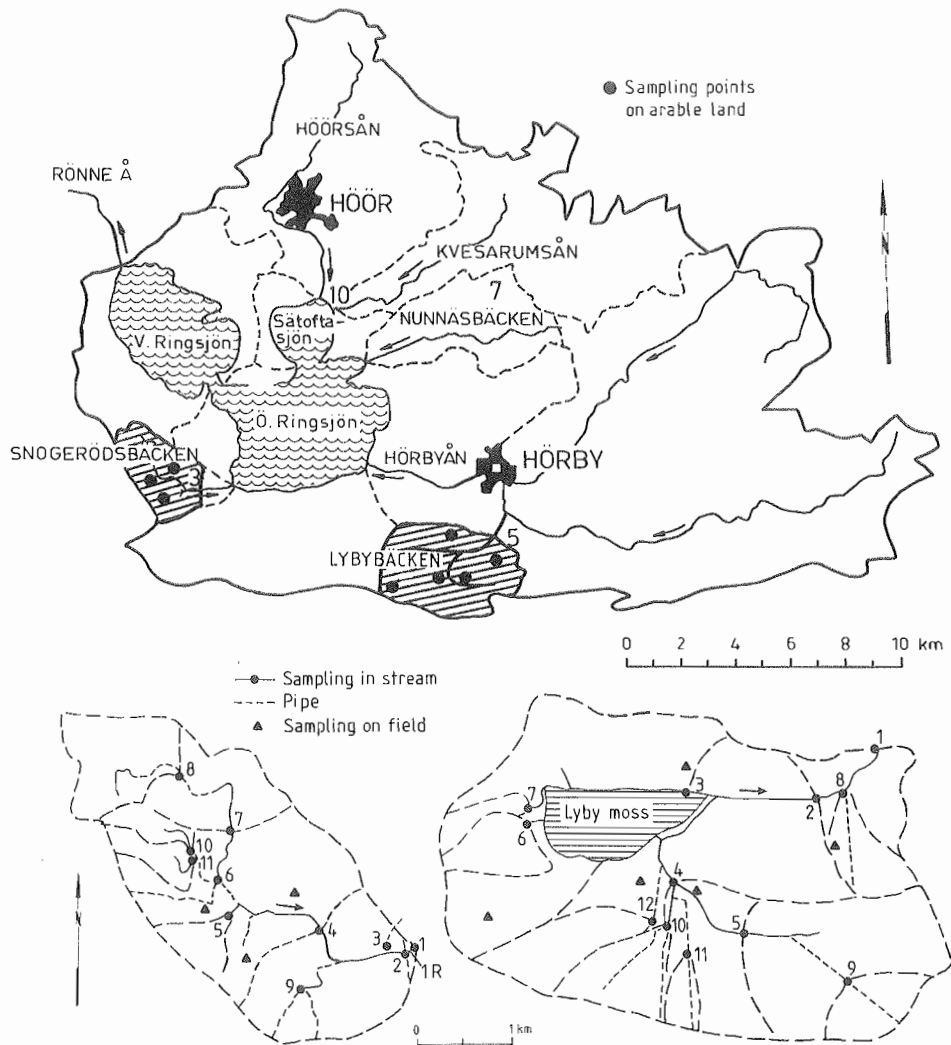 Sampling points
on arable land
HÖÖRSÅN
RÖNNE Å
HÖÖR
N
KVESARUMSÅN
10
7
Sätofta
sjön
NUNNÄSBÄCKEN
V. Ringsjön
Ö. Ringsjön
SNOGERÖDSBÄCKEN
HÖRBYÅN
HÖRBY
3
5
LYBYBÄCKEN
0 2 4 6 8 10 km
Sampling in stream
Pipe
Sampling on field
8
7
10
11
6
5
4
3
1
2
1R
9
0 1 km
1
3
8
2
7
Lyby moss
6
4
12
10
5
11
9